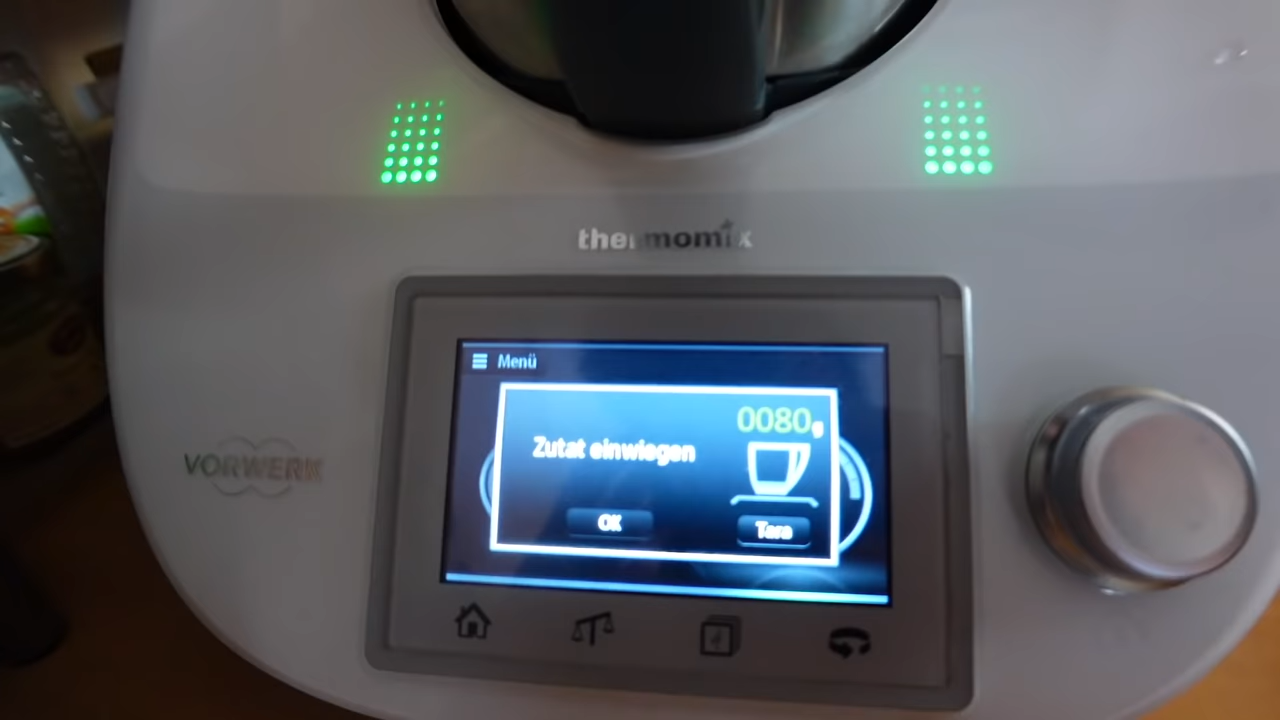 thermomix
Menü
0080g
Zutat einwiegen
OK
Tara
VORWERK